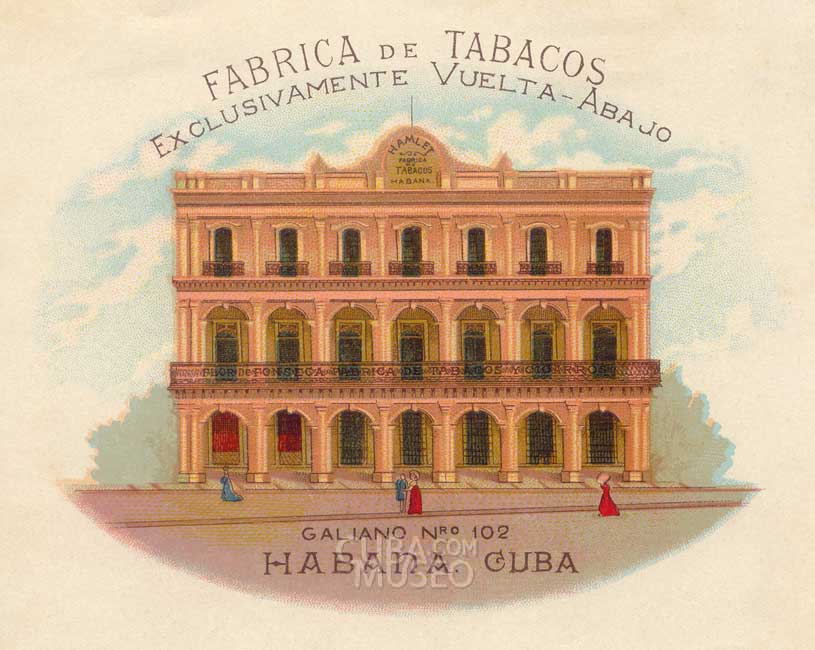 FABRICA DE TABACOS
EXCLUSIVAMENTE VUELTA-ABAJO
HAMLET
FABRICA
DE
TABACOS
HABANA
FLOR DE FONSECA FABRICA DE TABACOS Y CIGARROS
GALIANO NRO 102
HABANA. CUBA
CUBA.COM
MUSEO